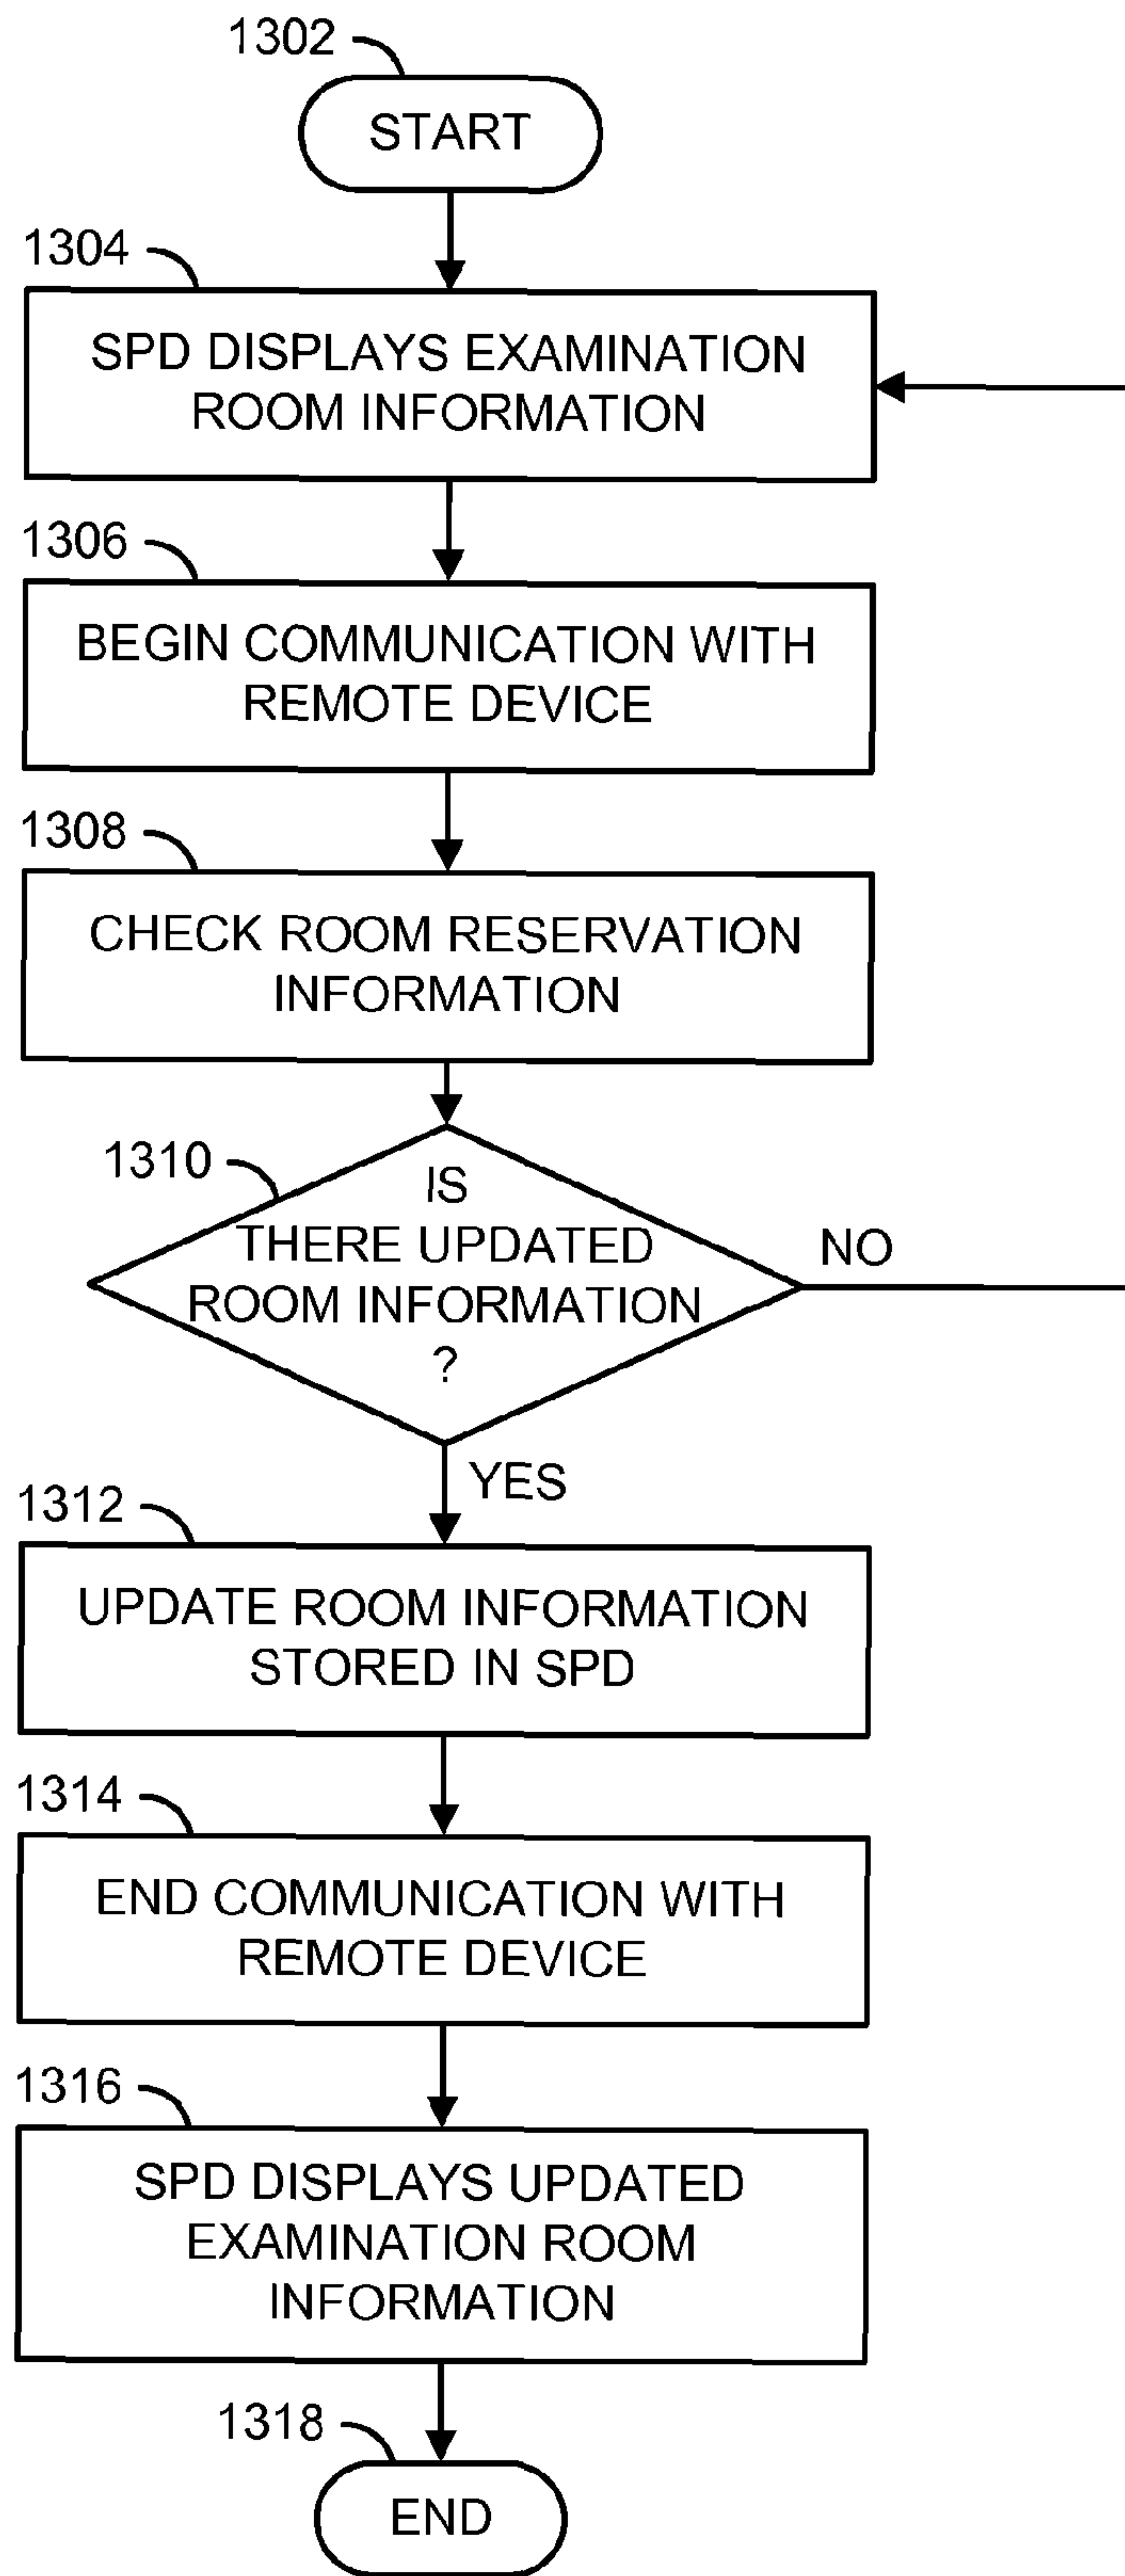 1302
START
1304
SPD DISPLAYS EXAMINATION
ROOM INFORMATION
1306
BEGIN COMMUNICATION WITH
REMOTE DEVICE
1308
CHECK ROOM RESERVATION
INFORMATION
1310
IS
THERE UPDATED
ROOM INFORMATION
?
NO
YES
1312
UPDATE ROOM INFORMATION
STORED IN SPD
1314
END COMMUNICATION WITH
REMOTE DEVICE
1316
SPD DISPLAYS UPDATED
EXAMINATION ROOM
INFORMATION
1318
END